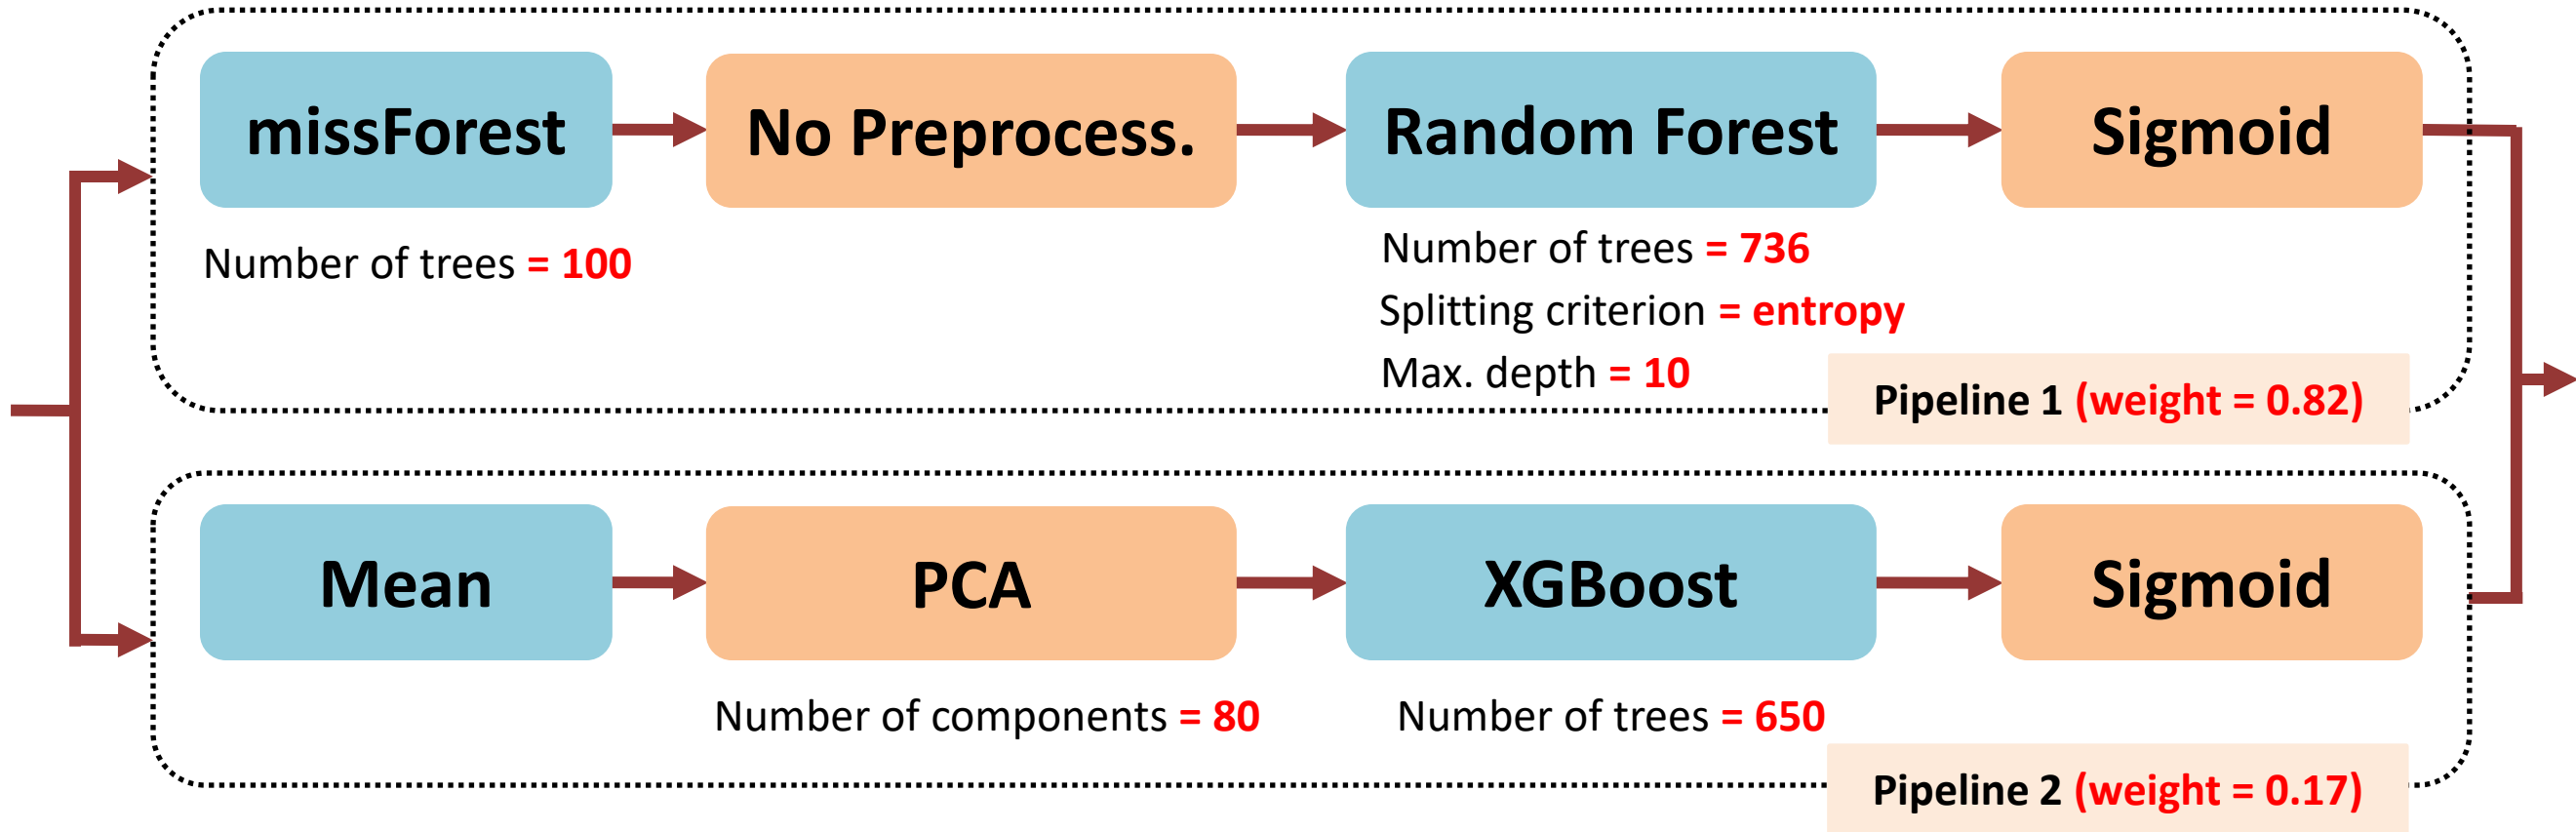 missForest
No Preprocess.
Random Forest
Sigmoid
Number of trees = 100
Number of trees = 736
Splitting criterion = entropy
Max. depth = 10
Pipeline 1 (weight = 0.82)
Mean
PCA
XGBoost
Sigmoid
Number of components = 80
Number of trees = 650
Pipeline 2 (weight = 0.17)